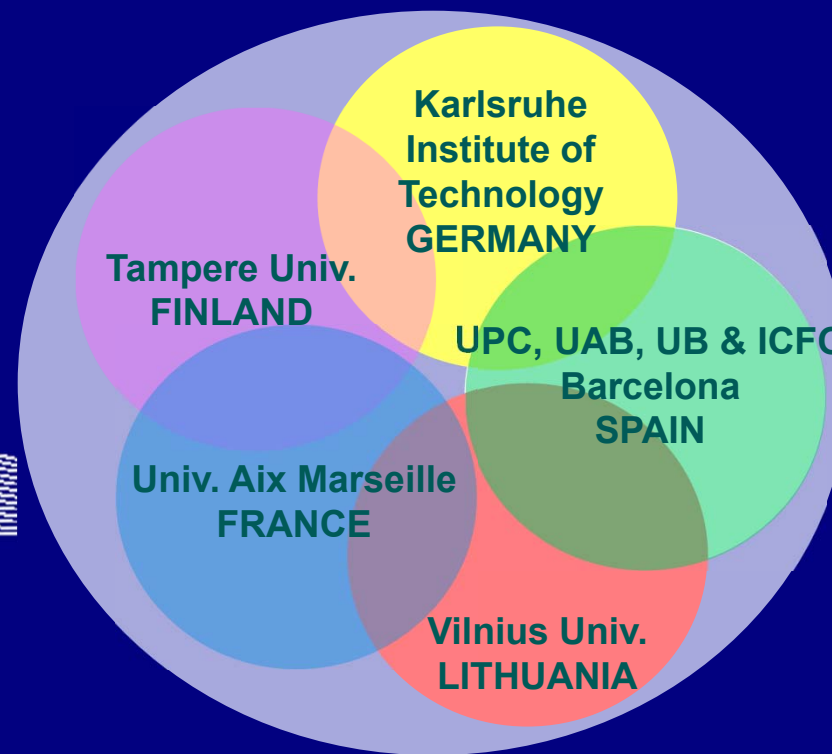 Karlsruhe
Institute of
Technology
GERMANY
Tampere Univ.
FINLAND
UPC, UAB, UB & ICFO
Barcelona
SPAIN
Univ. Aix Marseille
FRANCE
Vilnius Univ.
LITHUANIA